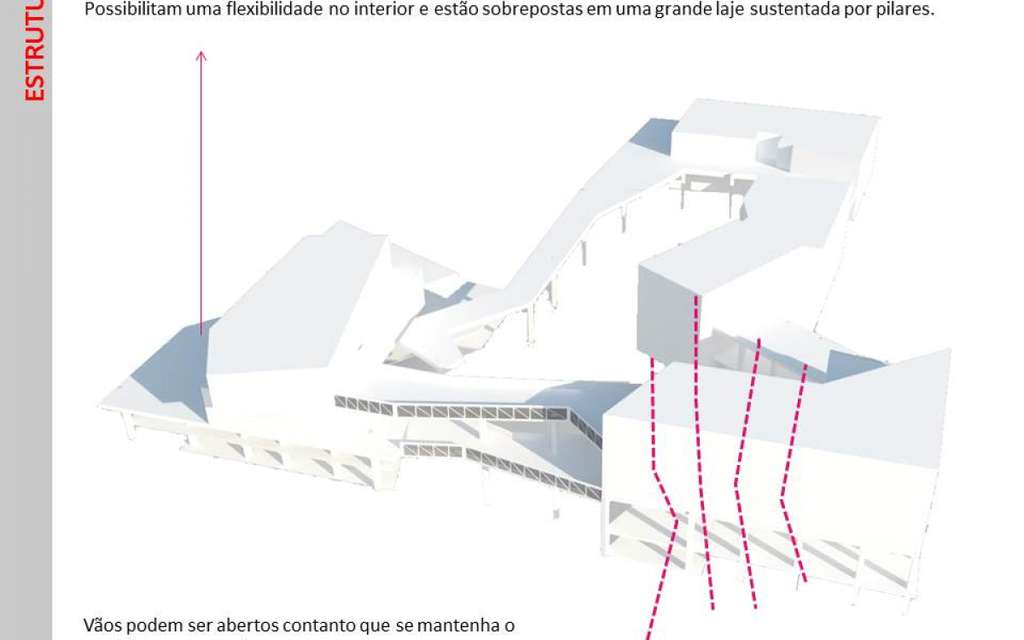 ESTRUTU
Possibilitam uma flexibilidade no interior e estão sobrepostas em uma grande laje sustentada por pilares.
Vãos podem ser abertos contanto que se mantenha o